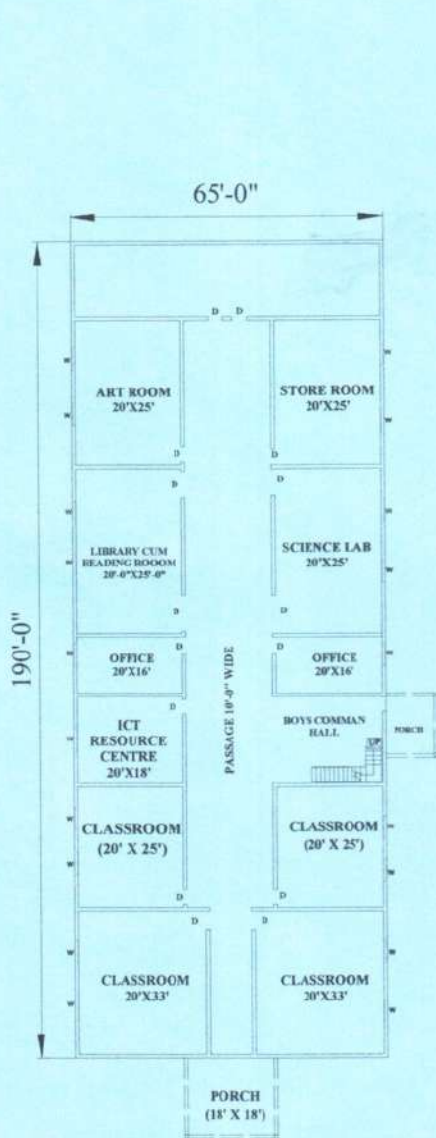 65'-0"
190'-0"
D D
ART ROOM
20'X25'
STORE ROOM
20'X25'
W
W
W
W
D
D
D
D
LIBRARY CUM
READING ROOOM
20'-0"X25'-0"
SCIENCE LAB
20'X25'
W
W
W
W
D
D
D
D
OFFICE
20'X16'
OFFICE
20'X16'
W
W
PASSAGE 10'-0" WIDE
D
ICT
RESOURCE
CENTRE
20'X18'
BOYS COMMAN
HALL
UP
PORCH
CLASSROOM
(20' X 25')
CLASSROOM
(20' X 25')
W
W
W
D
D
D
D
CLASSROOM
20'X33'
CLASSROOM
20'X33'
W
W
W
W
PORCH
(18' X 18')